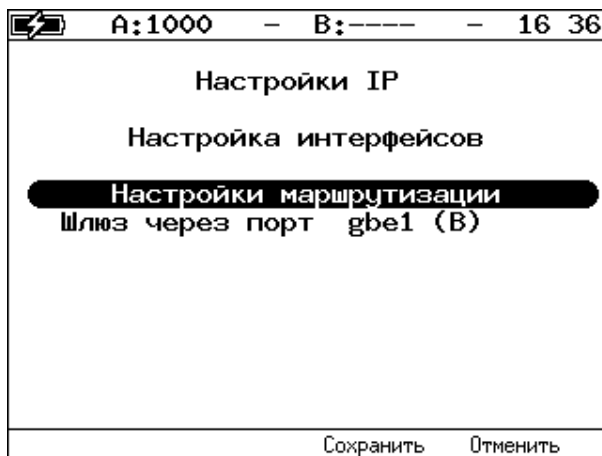 A:1000 – B:---- – 16 36
Настройки IP
Настройка интерфейсов
Настройки маршрутизации
Шлюз через порт gbe1 (B)
Сохранить Отменить